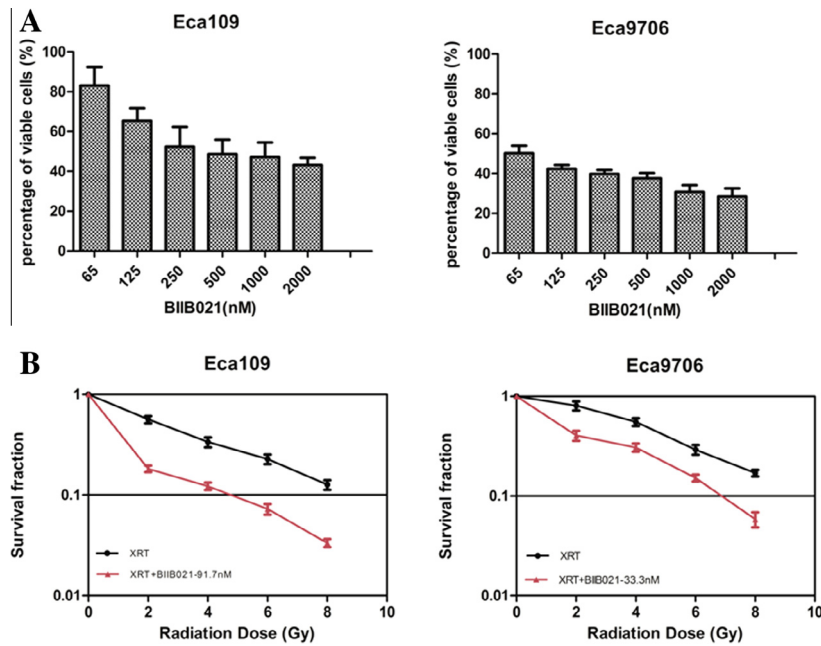 A
Eca109
percentage of viable cells (%)
100
80
60
40
20
0
65
125
250
500
1000
2000
BIIB021(nM)
Eca9706
percentage of viable cells (%)
100
80
60
40
20
0
65
125
250
500
1000
2000
BIIB021(nM)
B
Eca109
Survival fraction
1
0.1
0.01
XRT
XRT+BIIB021-91.7nM
0
2
4
6
8
10
Radiation Dose (Gy)
Eca9706
Survival fraction
1
0.1
0.01
XRT
XRT+BIIB021-33.3nM
0
2
4
6
8
10
Radiation Dose (Gy)